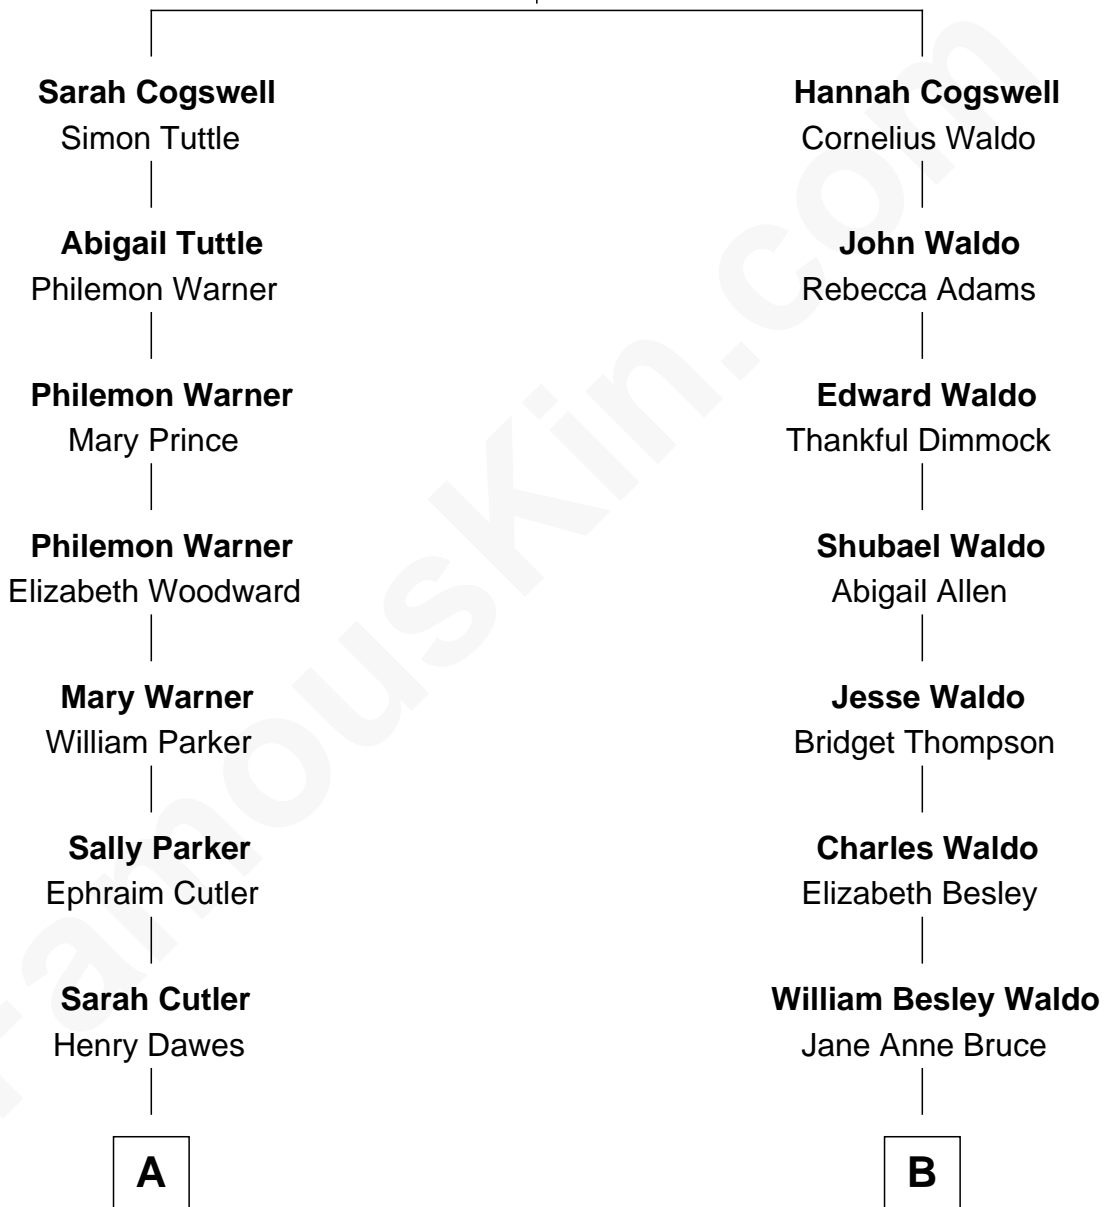 Sarah Cogswell
Simon Tuttle
Abigail Tuttle
Philemon Warner
Philemon Warner
Mary Prince
Philemon Warner
Elizabeth Woodward
Mary Warner
William Parker
Sally Parker
Ephraim Cutler
Sarah Cutler
Henry Dawes
A
Hannah Cogswell
Cornelius Waldo
John Waldo
Rebecca Adams
Edward Waldo
Thankful Dimmock
Shubael Waldo
Abigail Allen
Jesse Waldo
Bridget Thompson
Charles Waldo
Elizabeth Besley
William Besley Waldo
Jane Anne Bruce
B
FamousKin.com